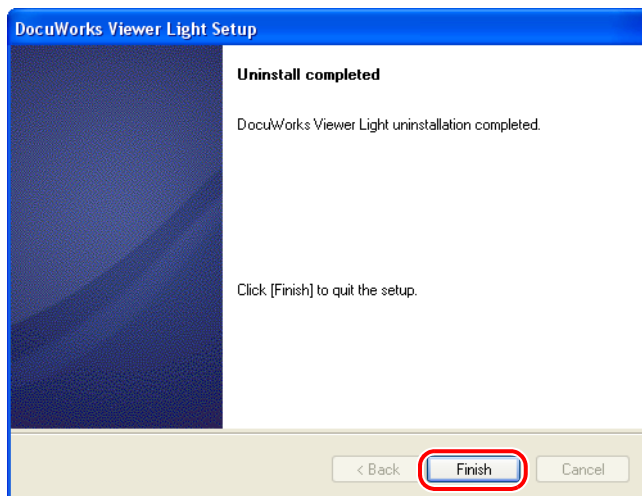 DocuWorks Viewer Light Setup
Uninstall completed
DocuWorks Viewer Light uninstallation completed.
Click [Finish] to quit the setup.
< Back Finish Cancel